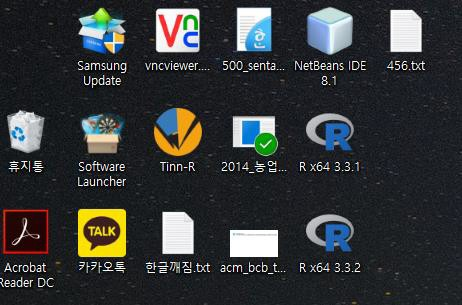 Samsung
Update
vncviewer....
500_senta...
NetBeans IDE
8.1
456.txt
휴지통
Software
Launcher
Tinn-R
2014_농업...
R x64 3.3.1
Acrobat
Reader DC
TALK
카카오톡
한글깨짐.txt
acm_bcb_t...
R x64 3.3.2